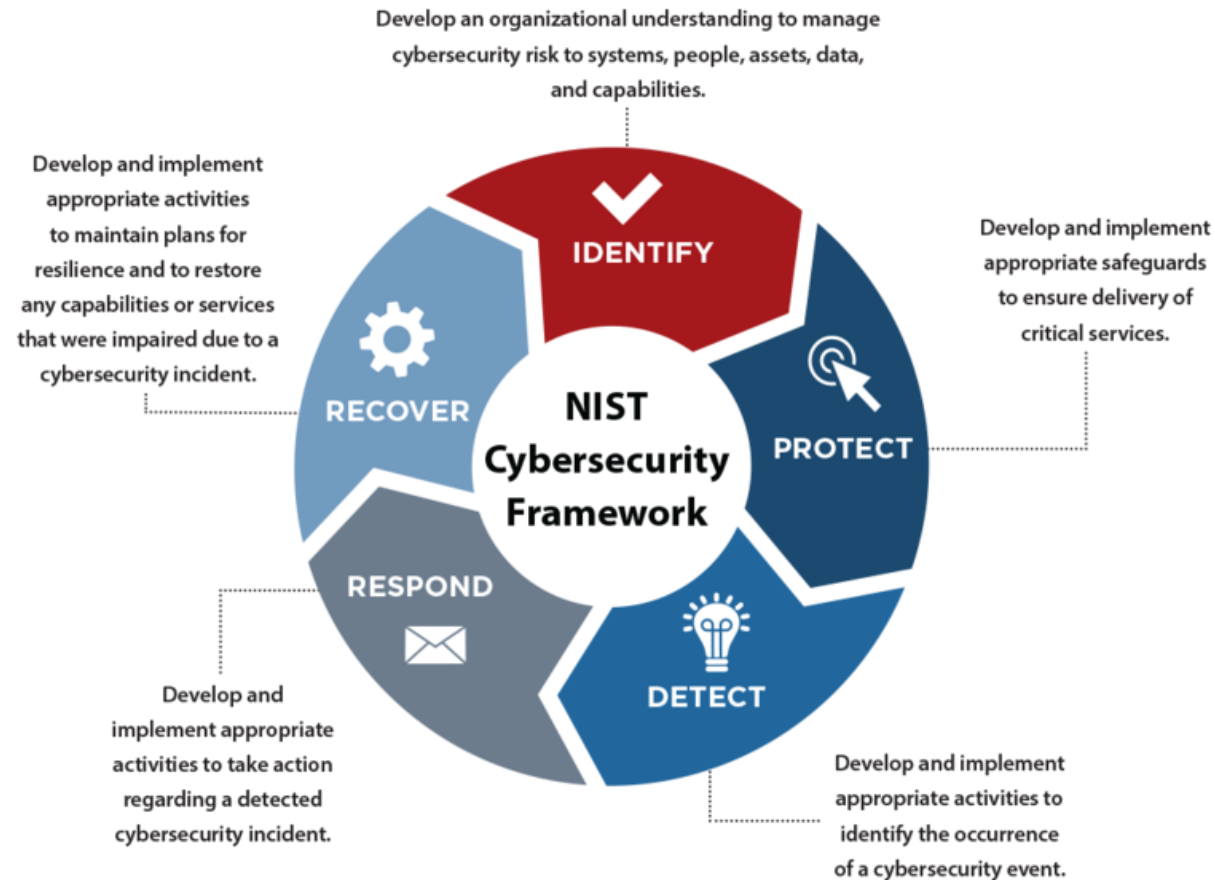 Develop an organizational understanding to manage
cybersecurity risk to systems, people, assets, data,
and capabilities.
IDENTIFY
Develop and implement
appropriate safeguards
to ensure delivery of
critical services.
PROTECT
Develop and implement
appropriate activities to
identify the occurrence
of a cybersecurity event.
DETECT
Develop and
implement appropriate
activities to take action
regarding a detected
cybersecurity incident.
RESPOND
Develop and implement
appropriate activities
to maintain plans for
resilience and to restore
any capabilities or services
that were impaired due to a
cybersecurity incident.
RECOVER
NIST
Cybersecurity
Framework